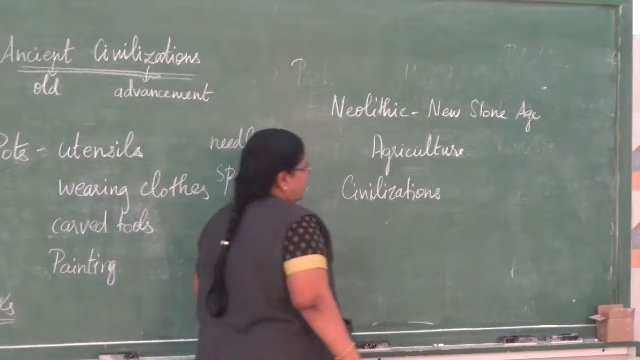 Ancient Civilizations
old advancement
Pots - utensils
wearing clothes
carved tools
Painting
Neolithic - New Stone Age
Agriculture
Civilizations